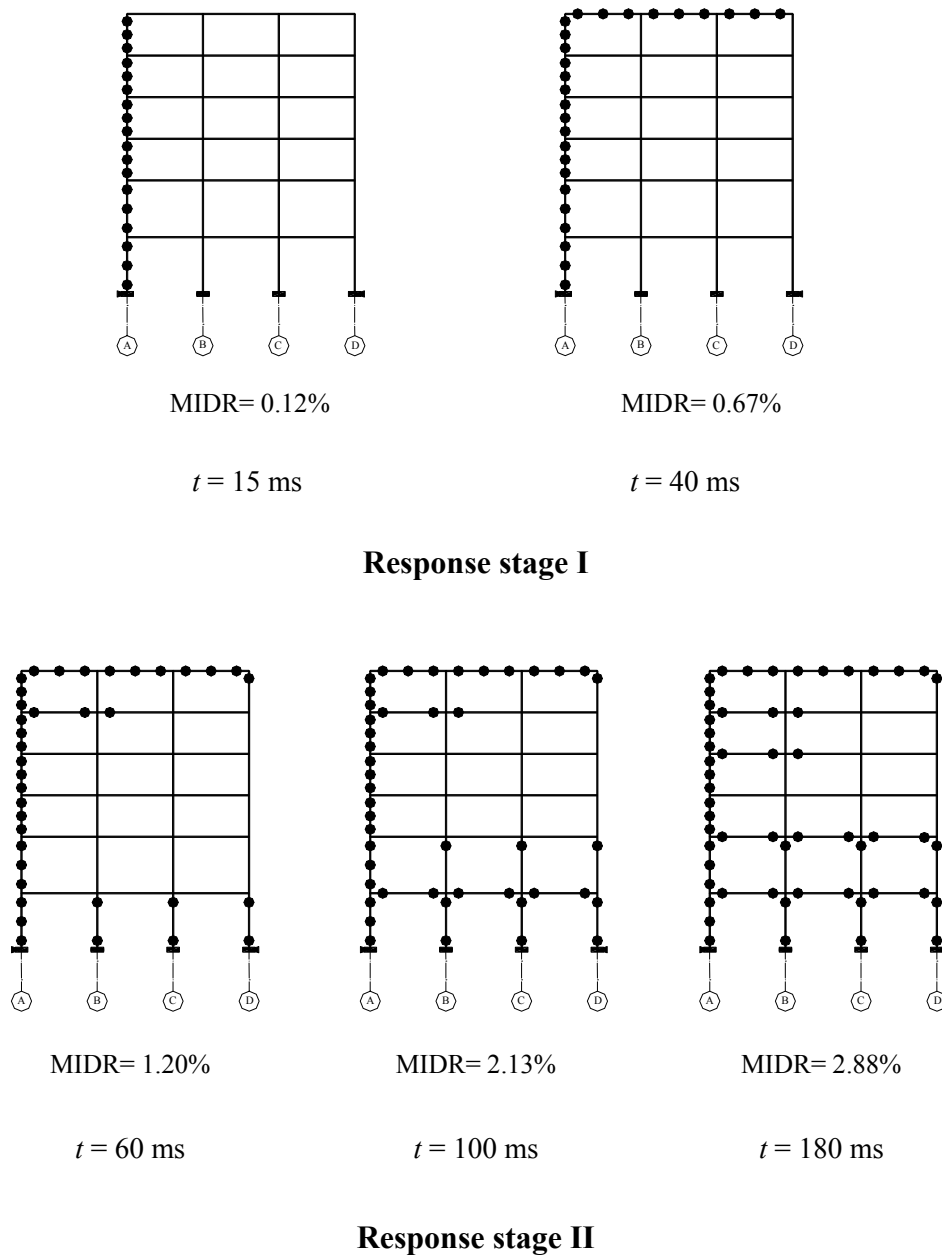 A B C D A B C D
MIDR= 0.12% MIDR= 0.67%
t = 15 ms t = 40 ms
Response stage I
A B C D A B C D A B C D
MIDR= 1.20% MIDR= 2.13% MIDR= 2.88%
t = 60 ms t = 100 ms t = 180 ms
Response stage II